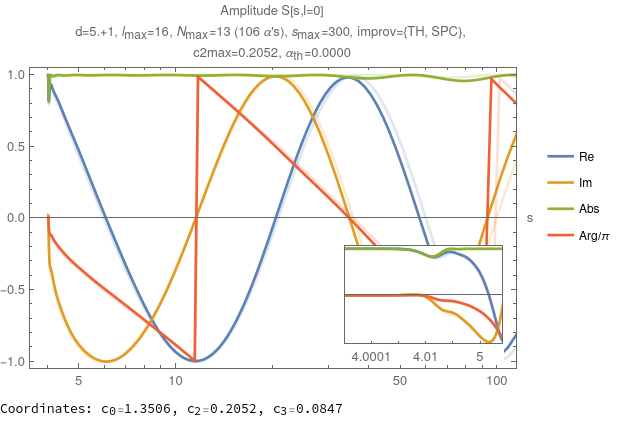 Amplitude S[s,l=0]
d=5.+1, lmax=16, Nmax=13 (106 α's), smax=300, improv={TH, SPC},
c2max=0.2052, αth=0.0000
1.0
0.5
0.0
−0.5
−1.0
5
10
50
100
s
4.0001
4.01
5
Re
Im
Abs
Arg/π
Coordinates: c0=1.3506, c2=0.2052, c3=0.0847